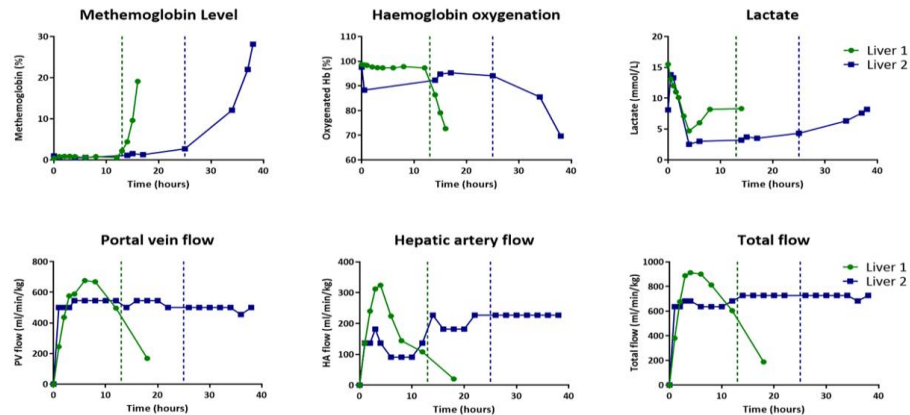 Methemoglobin Level
Methemoglobin (%)
30
20
10
0
0 10 20 30 40
Time (hours)
Haemoglobin oxygenation
Oxygenated Hb (%)
110
100
90
80
70
60
0 20 40
Time (hours)
Lactate
Lactate (mmol/L)
20
15
10
5
0
0 10 20 30 40
Time (hours)
Liver 1
Liver 2
Portal vein flow
PV flow (ml/min/kg)
800
600
400
200
0
0 10 20 30 40
Time (hours)
Hepatic artery flow
HA flow (ml/min/kg)
400
300
200
100
0
0 10 20 30 40
Time (hours)
Total flow
Total flow (ml/min/kg)
1000
800
600
400
200
0
0 10 20 30 40
Time (hours)
Liver 1
Liver 2